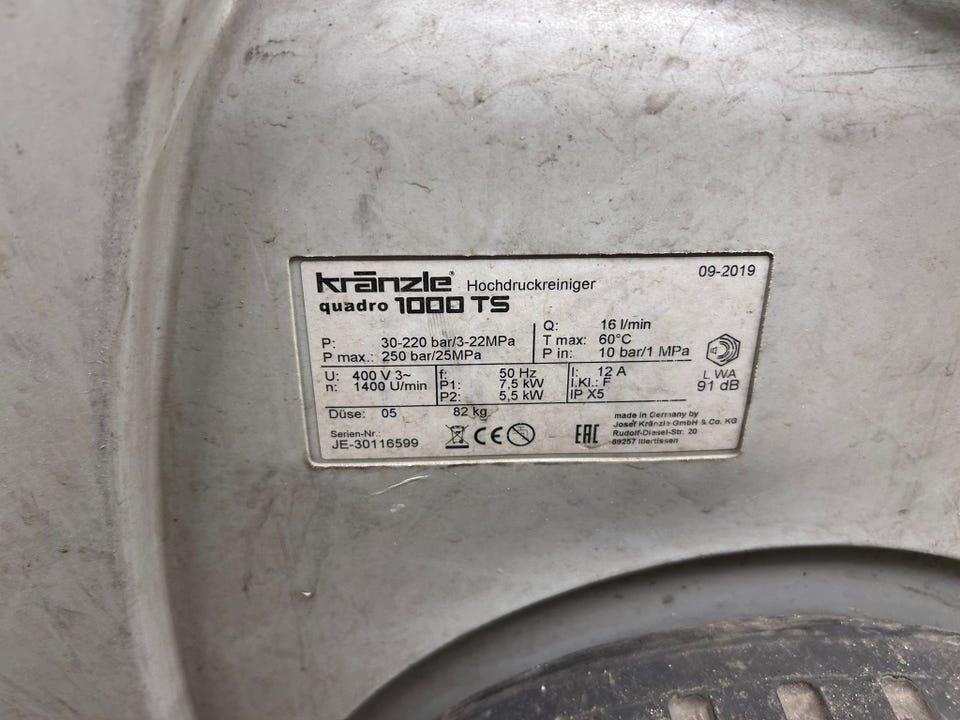 kränzle® Hochdruckreiniger 09-2019
quadro 1000 TS
P: 30-220 bar/3-22MPa
P max.: 250 bar/25MPa
Q: 16 l/min
T max: 60°C
P in: 10 bar/1 MPa
U: 400 V 3~
n: 1400 U/min
f: 50 Hz
P1: 7,5 kW
P2: 5,5 kW
I: 12 A
I.Kl.: F
IP X5
L WA
91 dB
Düse: 05 82 kg
Serien-Nr.:
JE-30116599
CE
EAC
made in Germany by
Josef Kränzle GmbH & Co. KG
Rudolf-Diesel-Str. 20
89257 Illertissen